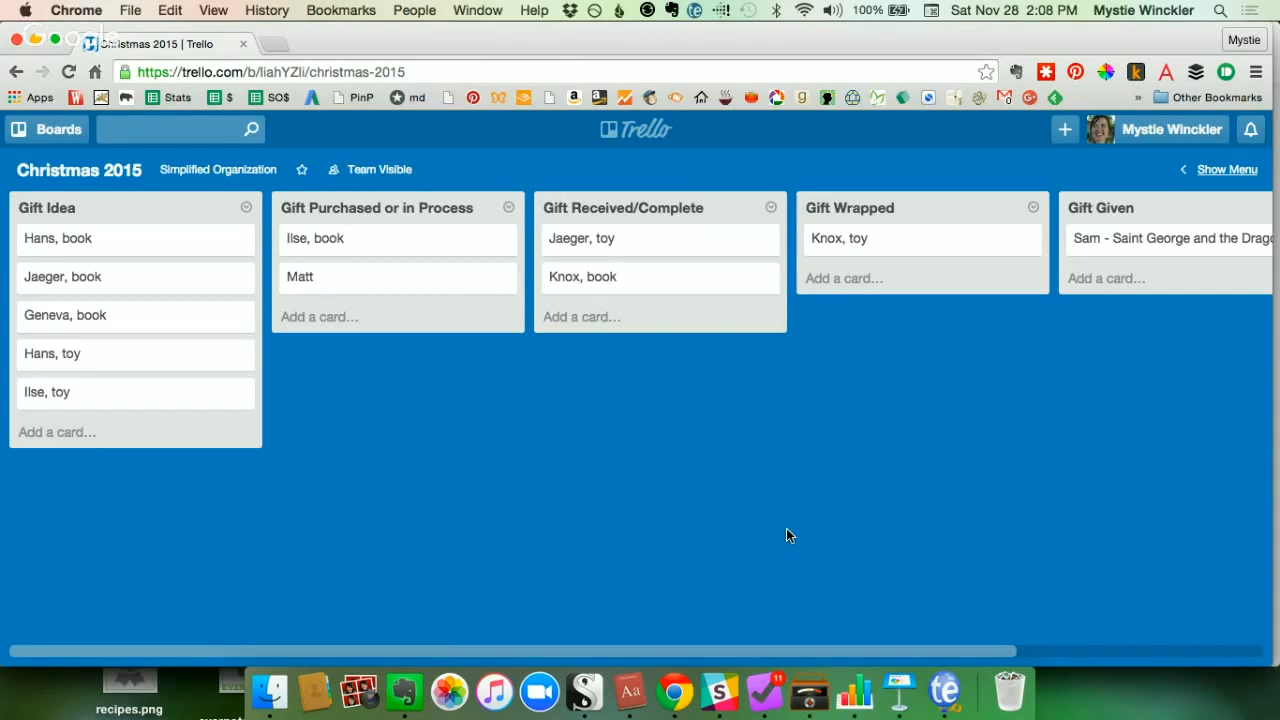 Chrome File Edit View History Bookmarks People Window Help 100% Sat Nov 28 2:08 PM Mystie Winckler
Christmas 2015 | Trello Mystie
https://trello.com/b/IiahYZIi/christmas-2015
Apps Stats $ SO$ PinP md » Other Bookmarks
Boards Trello Mystie Winckler
Christmas 2015 Simplified Organization Team Visible Show Menu
Gift Idea
Hans, book
Jaeger, book
Geneva, book
Hans, toy
Ilse, toy
Add a card…
Gift Purchased or in Process
Ilse, book
Matt
Add a card…
Gift Received/Complete
Jaeger, toy
Knox, book
Add a card…
Gift Wrapped
Knox, toy
Add a card…
Gift Given
Sam - Saint George and the Drago
Add a card…
recipes.png
11